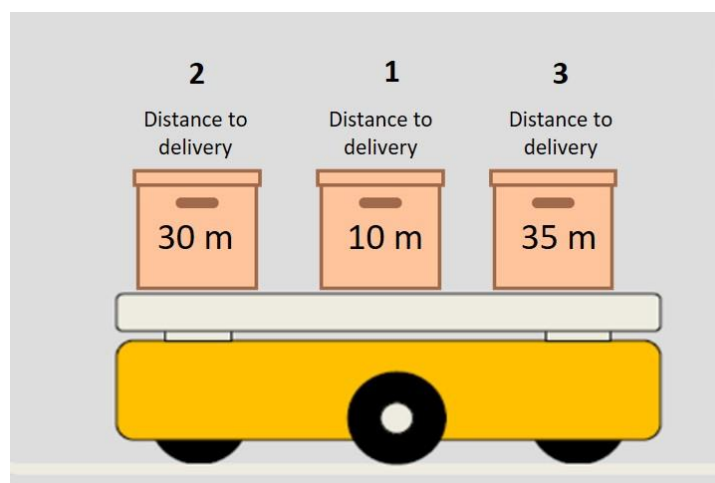 2
Distance to
delivery
30 m
1
Distance to
delivery
10 m
3
Distance to
delivery
35 m